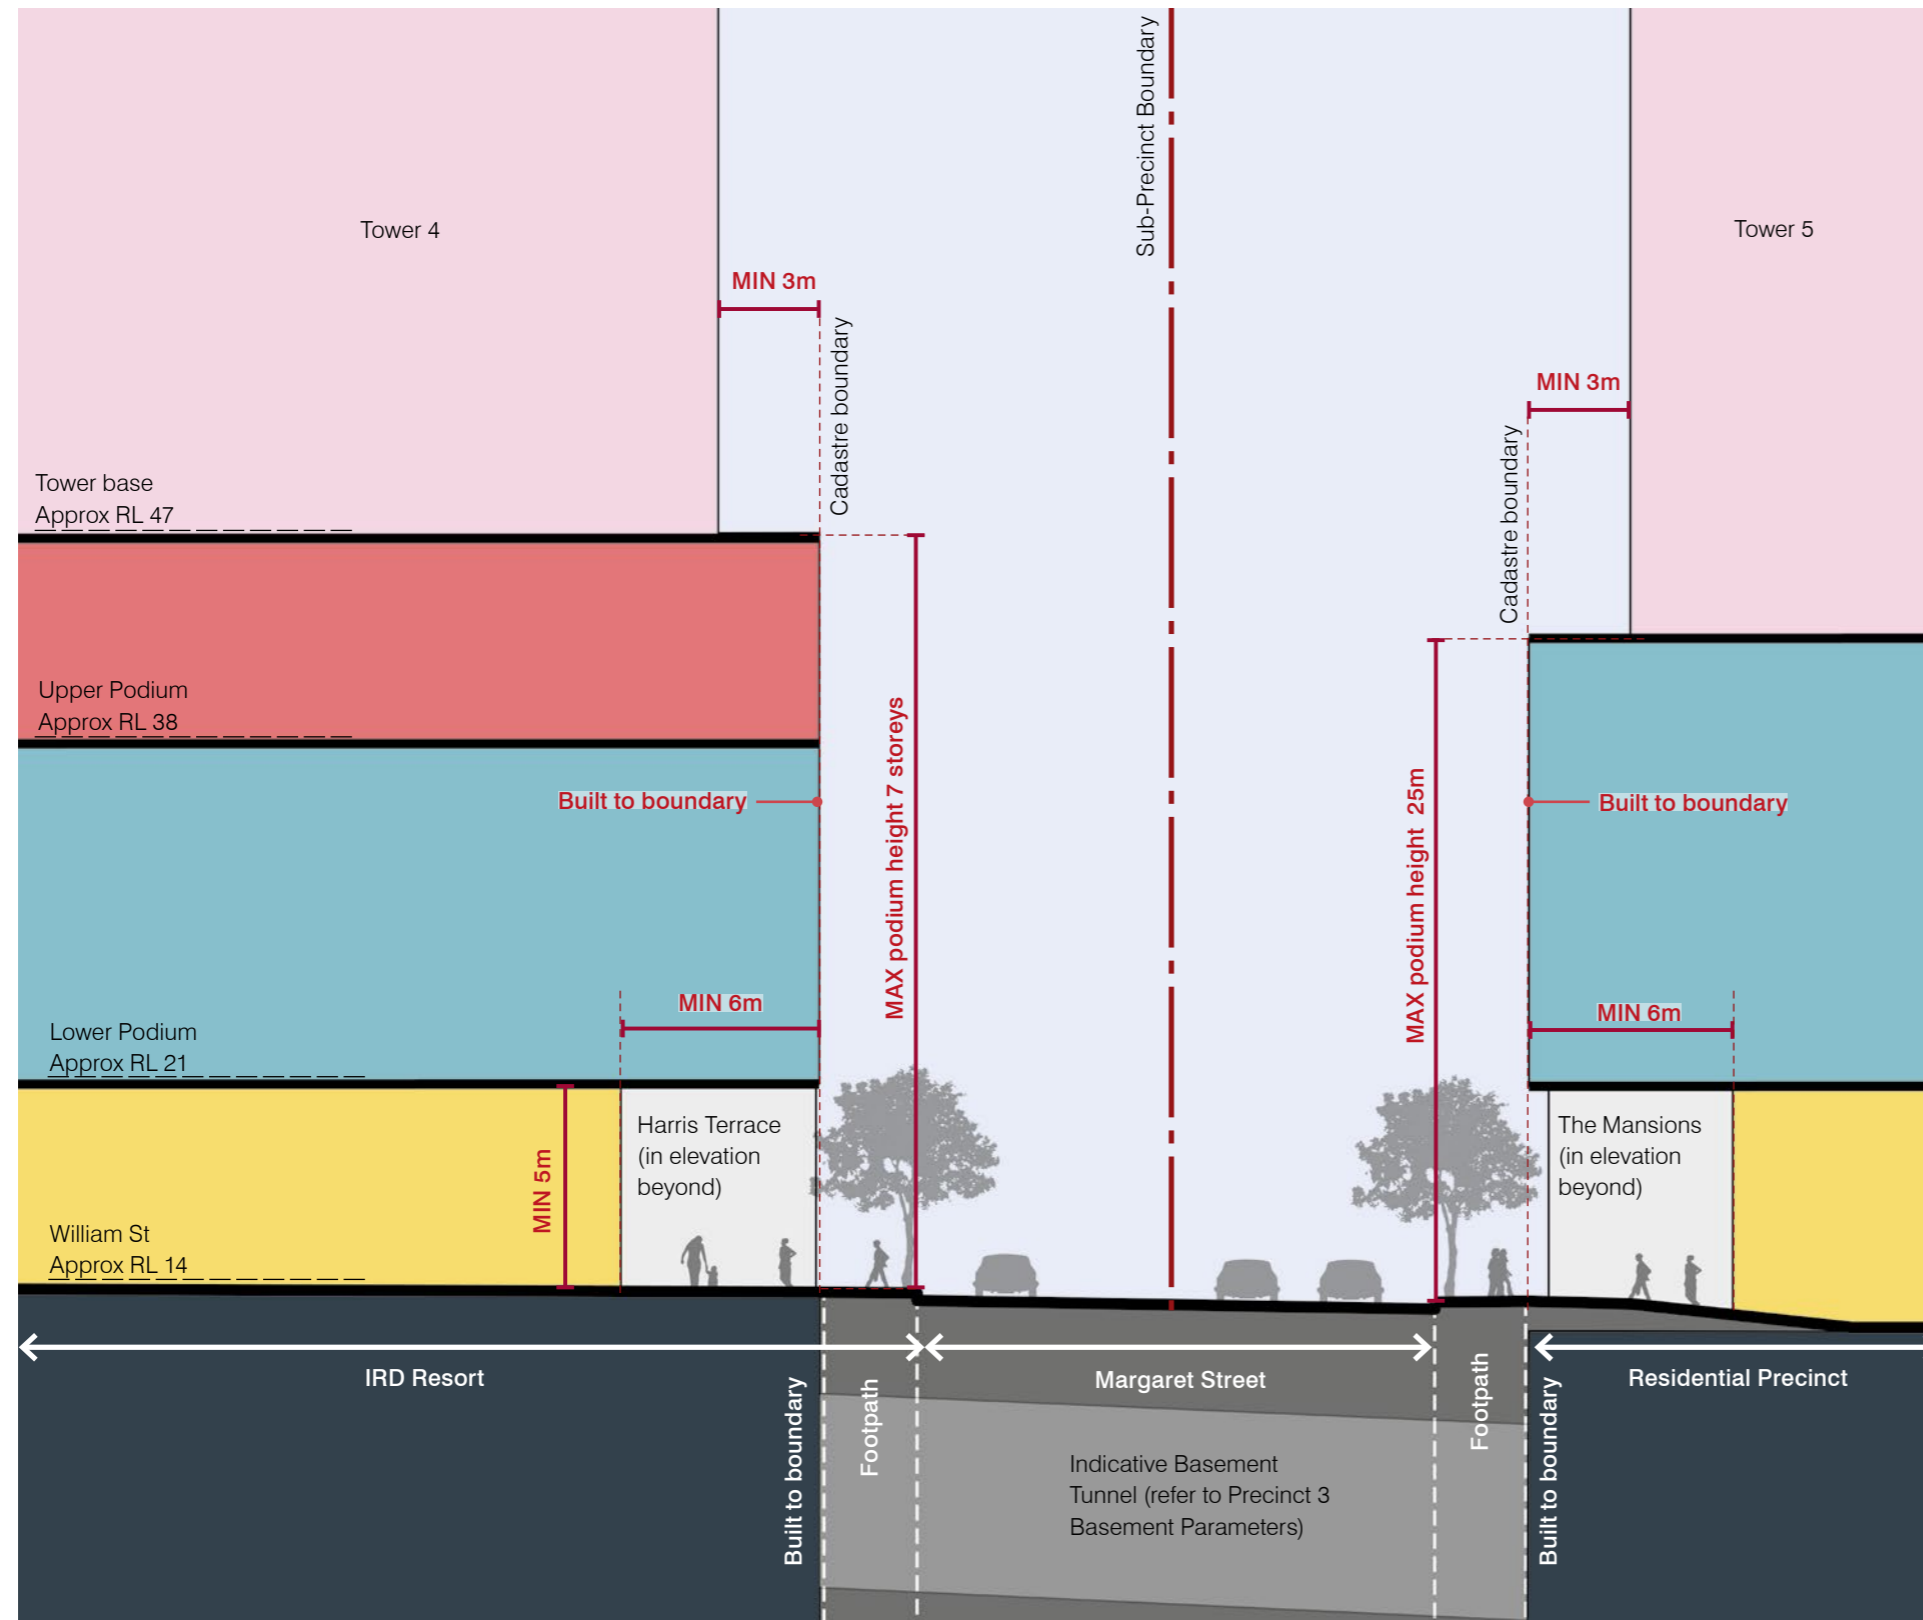 Sub-Precinct Boundary
Tower 4
Tower 5
MIN 3m
Cadastre boundary
MIN 3m
Cadastre boundary
Tower base
Approx RL 47
Upper Podium
Approx RL 38
MAX podium height 7 storeys
MAX podium height 25m
Built to boundary
Built to boundary
MIN 6m
MIN 6m
Lower Podium
Approx RL 21
Harris Terrace
(in elevation
beyond)
The Mansions
(in elevation
beyond)
MIN 5m
William St
Approx RL 14
IRD Resort
Margaret Street
Residential Precinct
Built to boundary
Footpath
Footpath
Built to boundary
Indicative Basement
Tunnel (refer to Precinct 3
Basement Parameters)